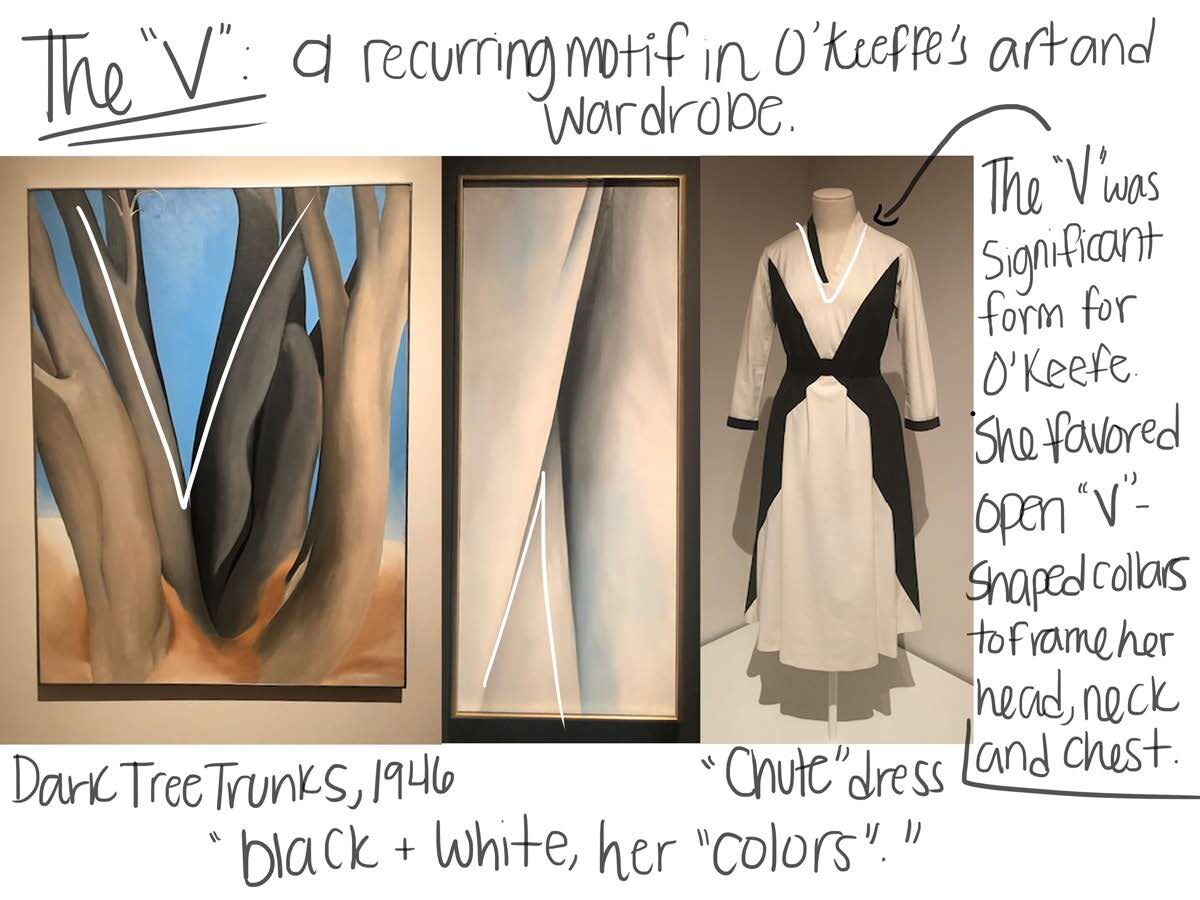 The "V": a recurring motif in O'Keeffe's art and
wardrobe.
The "V" was
significant
form for
O'Keefe.
She favored
open "V"-
shaped collars
to frame her
head, neck
and chest.
Dark Tree Trunks, 1946
"Chute" dress
"black + white, her "colors"."